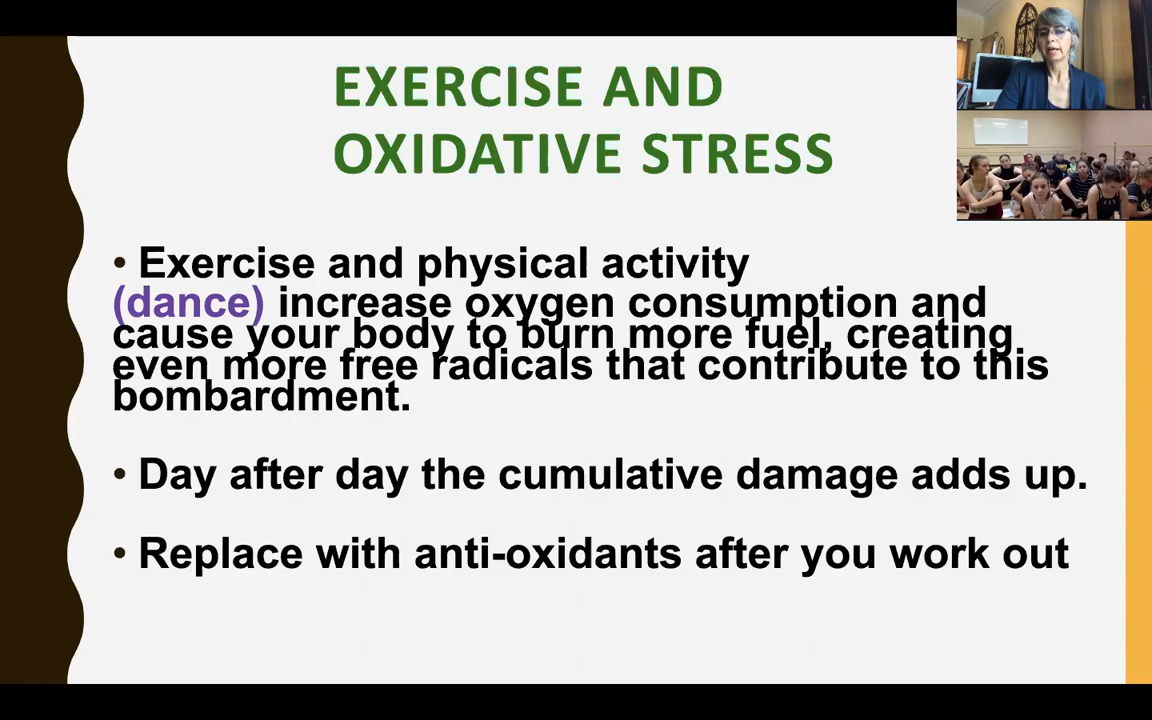 EXERCISE AND
OXIDATIVE STRESS
• Exercise and physical activity
(dance) increase oxygen consumption and
cause your body to burn more fuel, creating
even more free radicals that contribute to this
bombardment.
• Day after day the cumulative damage adds up.
• Replace with anti-oxidants after you work out